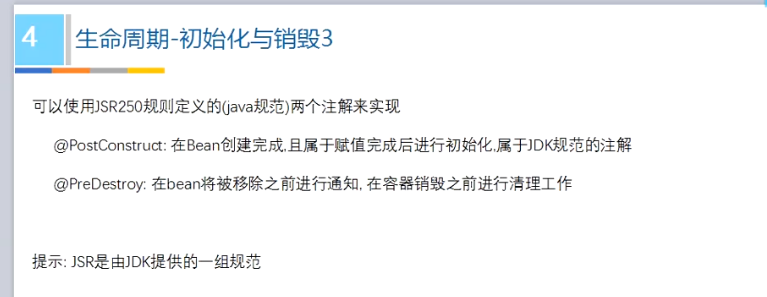 4
生命周期-初始化与销毁3
可以使用JSR250规则定义的(java规范)两个注解来实现
@PostConstruct: 在Bean创建完成,且属于赋值完成后进行初始化,属于JDK规范的注解
@PreDestroy: 在bean将被移除之前进行通知, 在容器销毁之前进行清理工作
提示: JSR是由JDK提供的一组规范